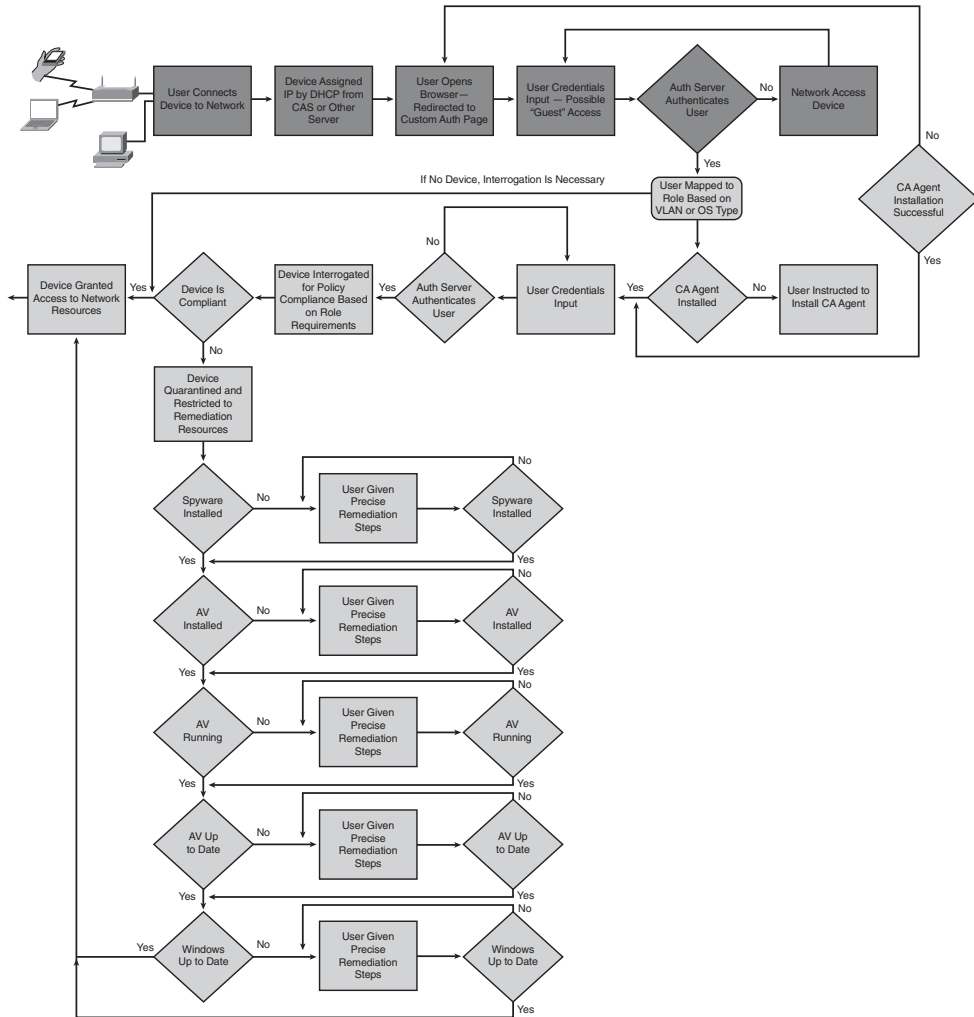 User Connects
Device to Network
Device Assigned
IP by DHCP from
CAS or Other
Server
User Opens
Browser—
Redirected to
Custom Auth Page
User Credentials
Input — Possible
“Guest” Access
Auth Server
Authenticates
User
No
Network Access
Device
No
Yes
CA Agent
Installation
Successful
Yes
If No Device, Interrogation Is Necessary
User Mapped to
Role Based on
VLAN or OS Type
Device Granted
Access to Network
Resources
Yes
Device Is
Compliant
Device Interrogated
for Policy
Compliance Based
on Role
Requirements
Yes
No
Auth Server
Authenticates
User
User Credentials
Input
Yes
CA Agent
Installed
No
User Instructed to
Install CA Agent
No
Device
Quarantined and
Restricted to
Remediation
Resources
Spyware
Installed
No
User Given
Precise
Remediation
Steps
No
Spyware
Installed
Yes
Yes
AV
Installed
No
User Given
Precise
Remediation
Steps
No
AV
Installed
Yes
Yes
AV
Running
No
User Given
Precise
Remediation
Steps
No
AV
Running
Yes
Yes
AV Up
to Date
No
User Given
Precise
Remediation
Steps
No
AV Up
to Date
Yes
Yes
Yes
Windows
Up to Date
No
User Given
Precise
Remediation
Steps
No
Windows
Up to Date
Yes